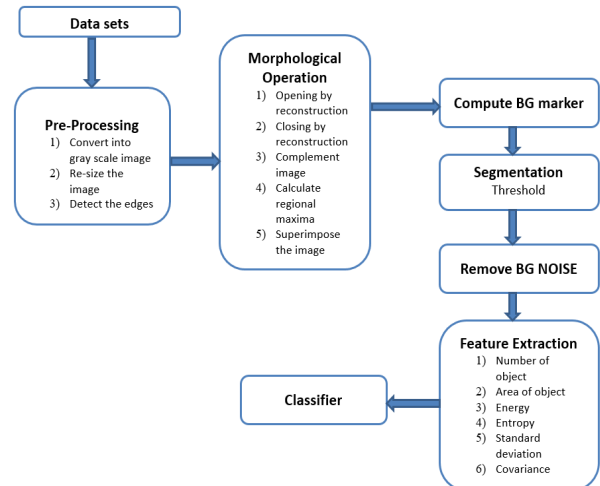 Data sets
Pre-Processing
1) Convert into
gray scale image
2) Re-size the
image
3) Detect the edges
Morphological
Operation
1) Opening by
reconstruction
2) Closing by
reconstruction
3) Complement
image
4) Calculate
regional
maxima
5) Superimpose
the image
Compute BG marker
Segmentation
Threshold
Remove BG NOISE
Feature Extraction
1) Number of
object
2) Area of object
3) Energy
4) Entropy
5) Standard
deviation
6) Covariance
Classifier